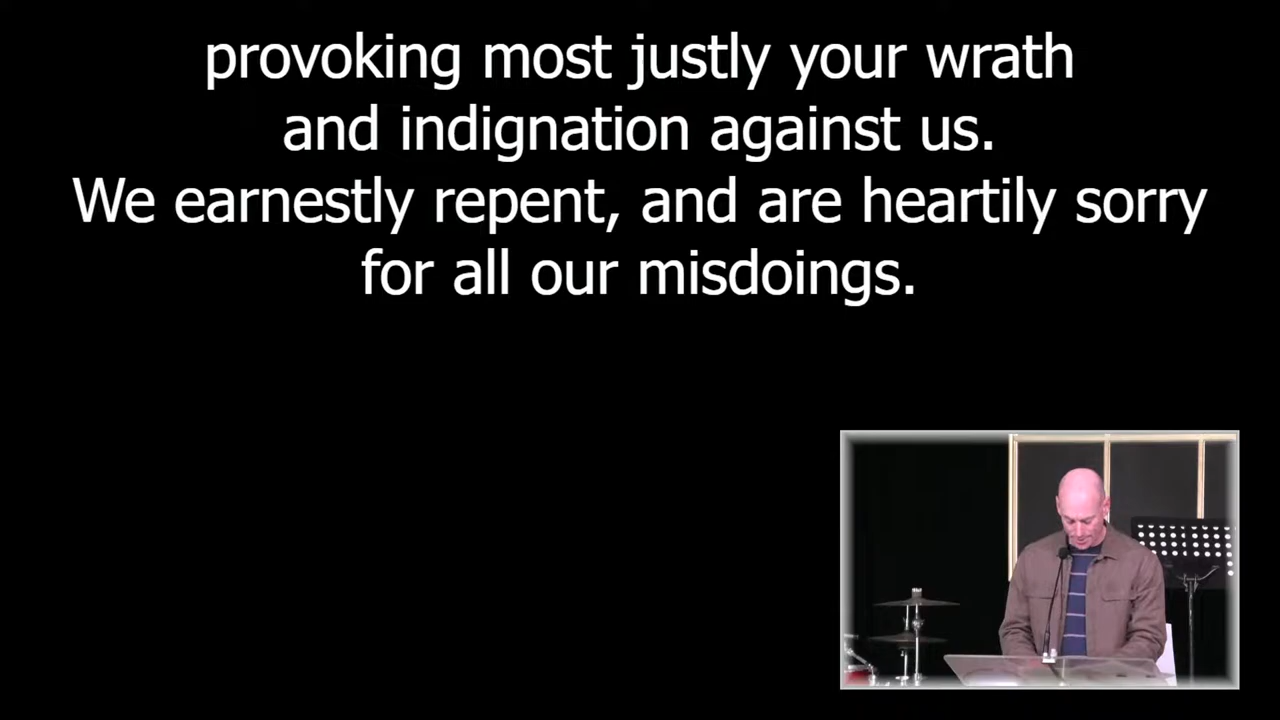 provoking most justly your wrath
and indignation against us.
We earnestly repent, and are heartily sorry
for all our misdoings.